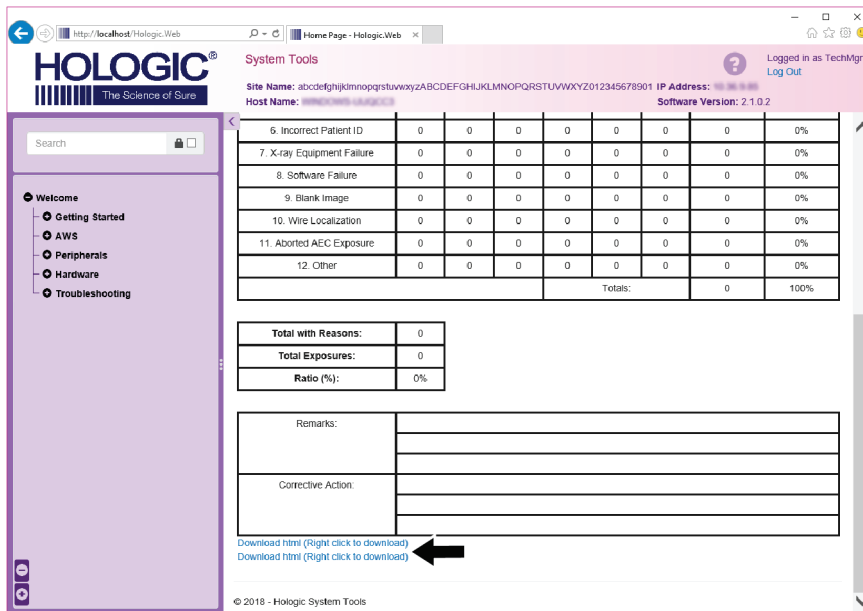 http://localhost/Hologic.Web
Home Page - Hologic.Web
HOLOGIC®
The Science of Sure
System Tools
Logged in as TechMgr
Log Out
Site Name: abcdefghijklmnopqrstuvwxyzABCDEFGHIJKLMNOPQRSTUVWXYZ012345678901 IP Address:
Host Name:
Software Version: 2.1.0.2
Search
Welcome
Getting Started
AWS
Peripherals
Hardware
Troubleshooting
6. Incorrect Patient ID 0 0 0 0 0 0 0 0%
7. X-ray Equipment Failure 0 0 0 0 0 0 0 0%
8. Software Failure 0 0 0 0 0 0 0 0%
9. Blank Image 0 0 0 0 0 0 0 0%
10. Wire Localization 0 0 0 0 0 0 0 0%
11. Aborted AEC Exposure 0 0 0 0 0 0 0 0%
12. Other 0 0 0 0 0 0 0 0%
Totals: 0 100%
Total with Reasons: 0
Total Exposures: 0
Ratio (%): 0%
Remarks:
Corrective Action:
Download html (Right click to download)
Download html (Right click to download)
© 2018 - Hologic System Tools